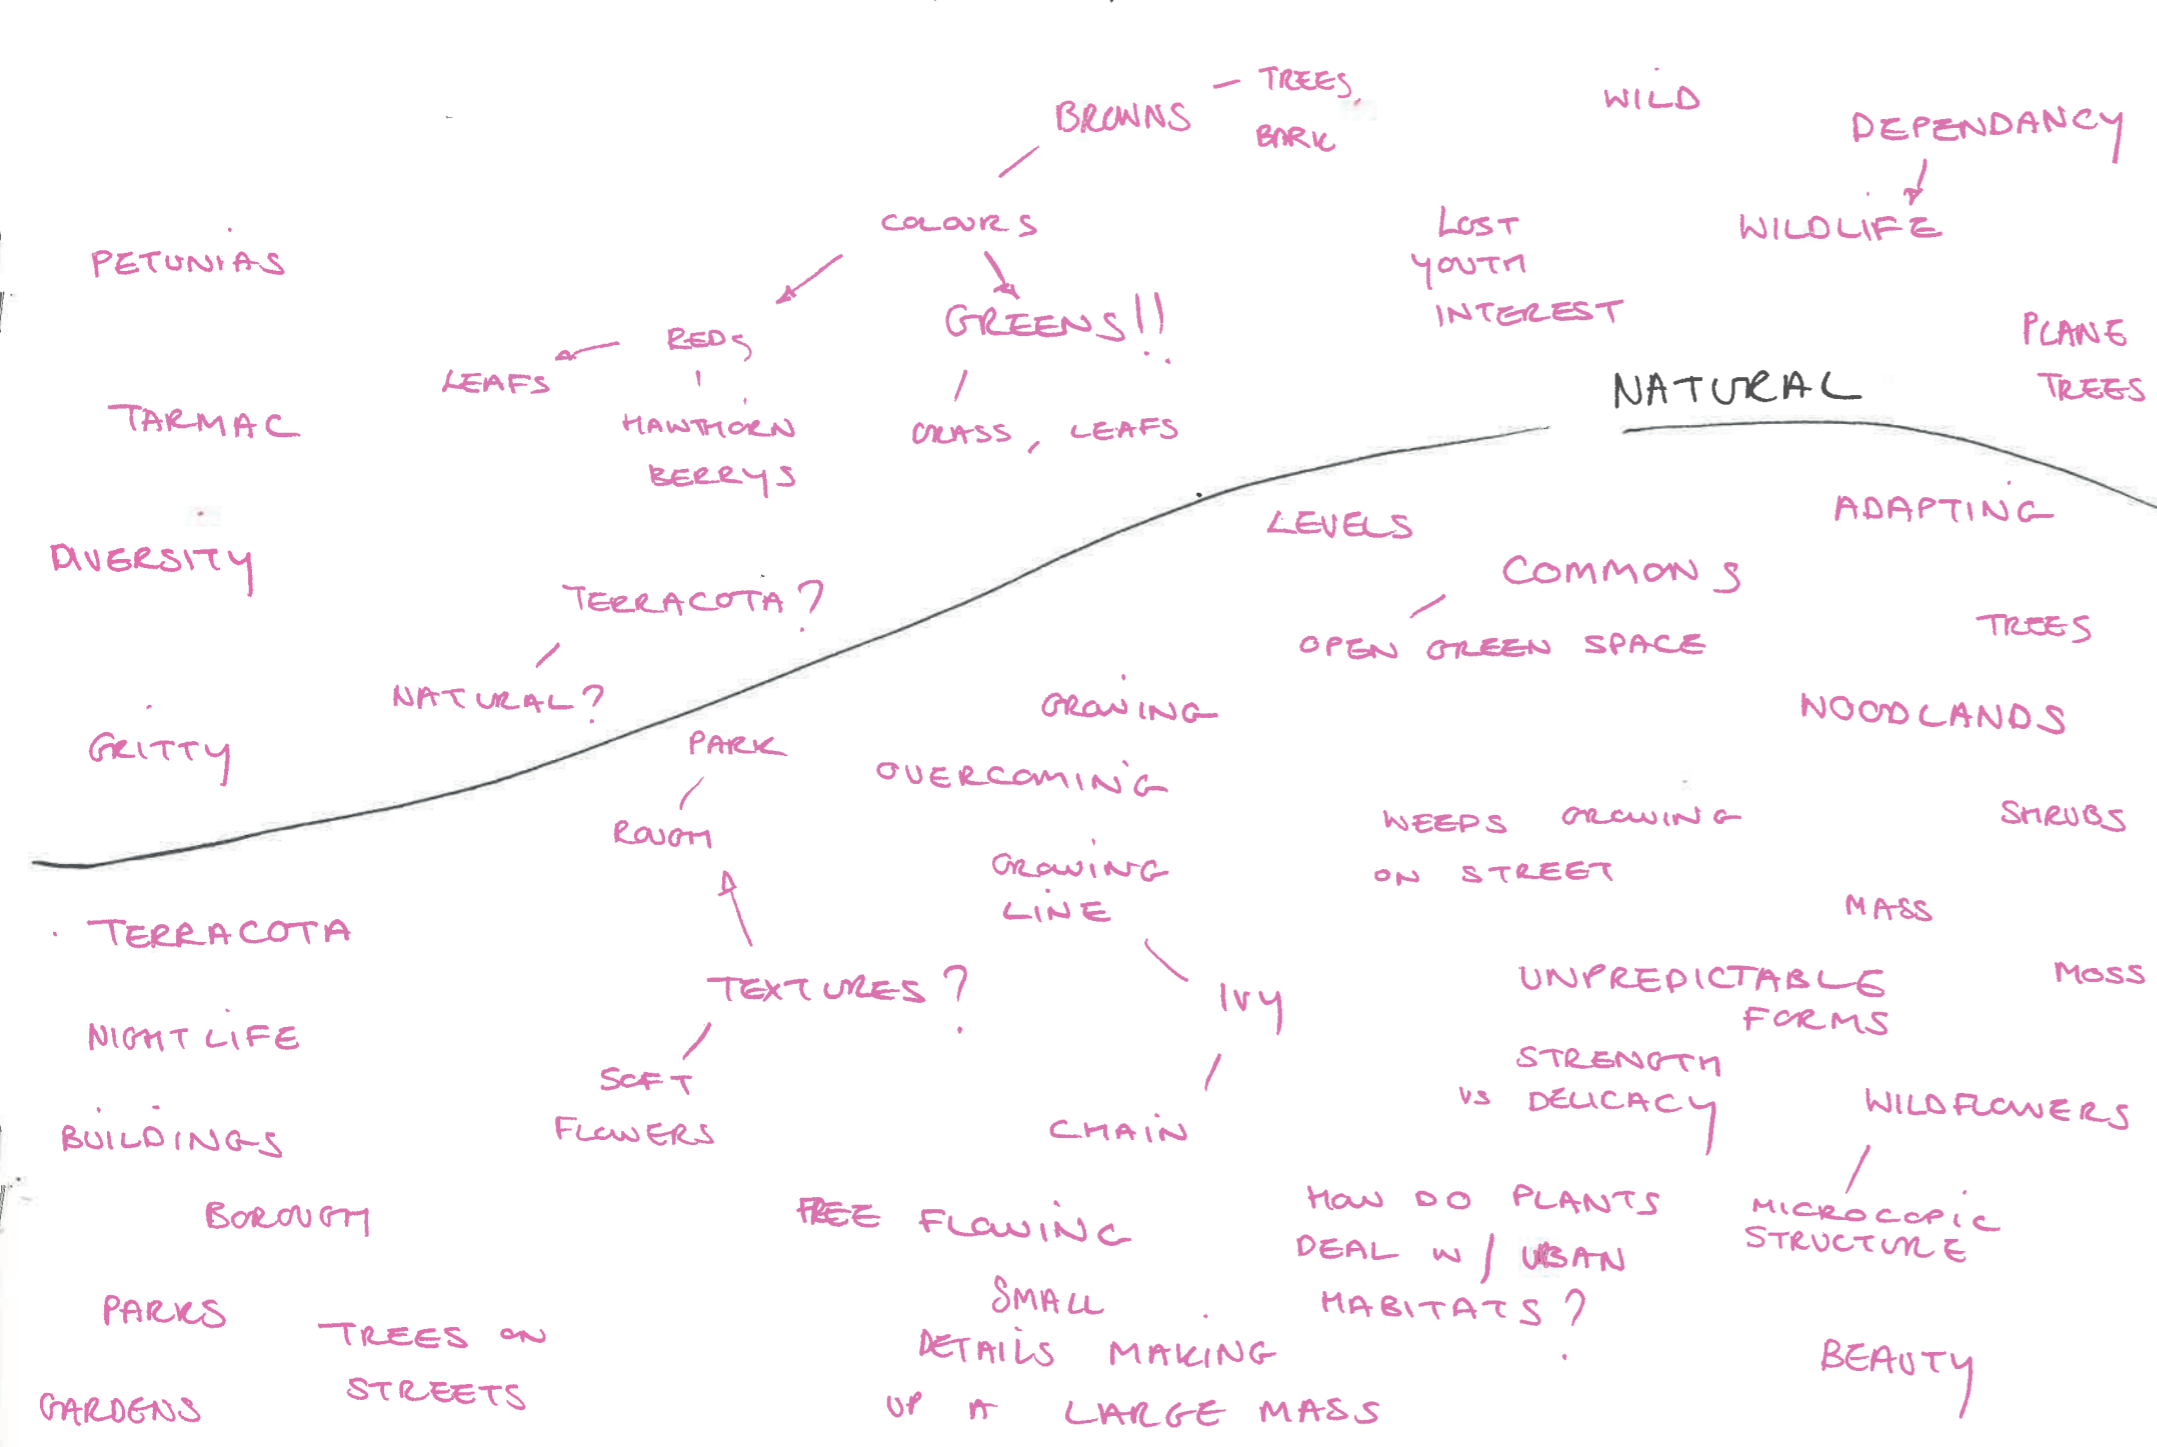 BROWNS – TREES,
BARK
WILD
DEPENDANCY
COLOURS
LOST
YOUTH
INTEREST
WILDLIFE
PETUNIAS
REDS
GREENS!!
LEAFS
HAWTHORN
BERRYS
GRASS, LEAFS
PLANE
TREES
NATURAL
TARMAC
DIVERSITY
TERRACOTA?
NATURAL?
GRITTY
LEVELS
ADAPTING
COMMONS
OPEN GREEN SPACE
TREES
WOODLANDS
GROWING
PARK
OVERCOMING
ROUGH
GROWING
LINE
WEEDS GROWING
ON STREET
SHRUBS
MASS
TERRACOTA
TEXTURES?
IVY
UNPREDICTABLE
FORMS
MOSS
NIGHTLIFE
SOFT
FLOWERS
CHAIN
STRENGTH
VS DELICACY
WILDFLOWERS
BUILDINGS
BOROUGH
FREE FLOWING
HOW DO PLANTS
DEAL W/ URBAN
HABITATS?
MICROCOPIC
STRUCTURE
PARKS
TREES ON
STREETS
SMALL
DETAILS MAKING
UP A LARGE MASS
BEAUTY
GARDENS